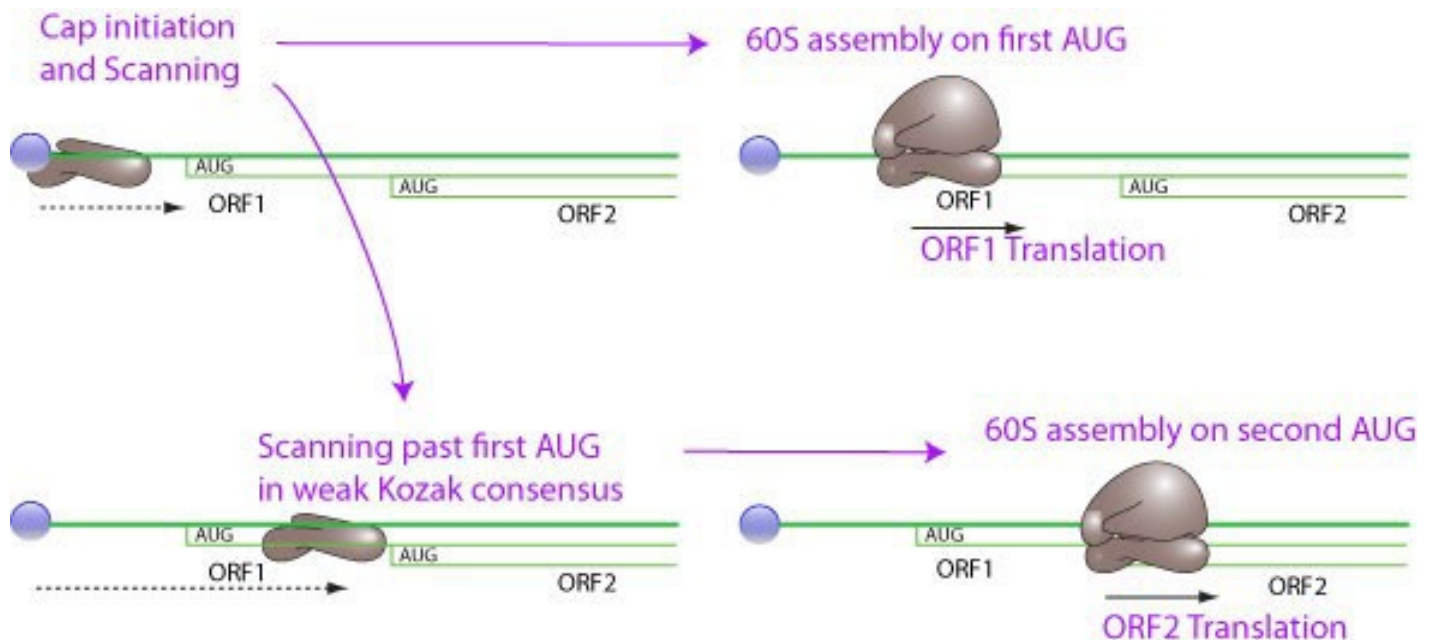 Cap initiation
and Scanning
60S assembly on first AUG
AUG
ORF1
AUG
ORF2
ORF1
ORF1 Translation
AUG
ORF2
Scanning past first AUG
in weak Kozak consensus
60S assembly on second AUG
AUG
ORF1
AUG
ORF2
AUG
ORF1
ORF2
ORF2 Translation